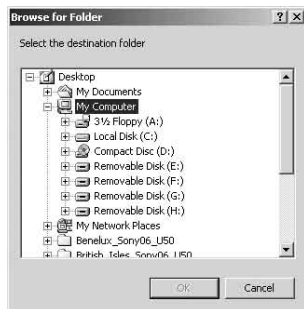 Browse for Folder
Select the destination folder
Desktop
My Documents
My Computer
3½ Floppy (A:)
Local Disk (C:)
Compact Disc (D:)
Removable Disk (E:)
Removable Disk (F:)
Removable Disk (G:)
Removable Disk (H:)
My Network Places
Benelux_Sony06_U50
British_Isles_Sony06_U50
OK
Cancel